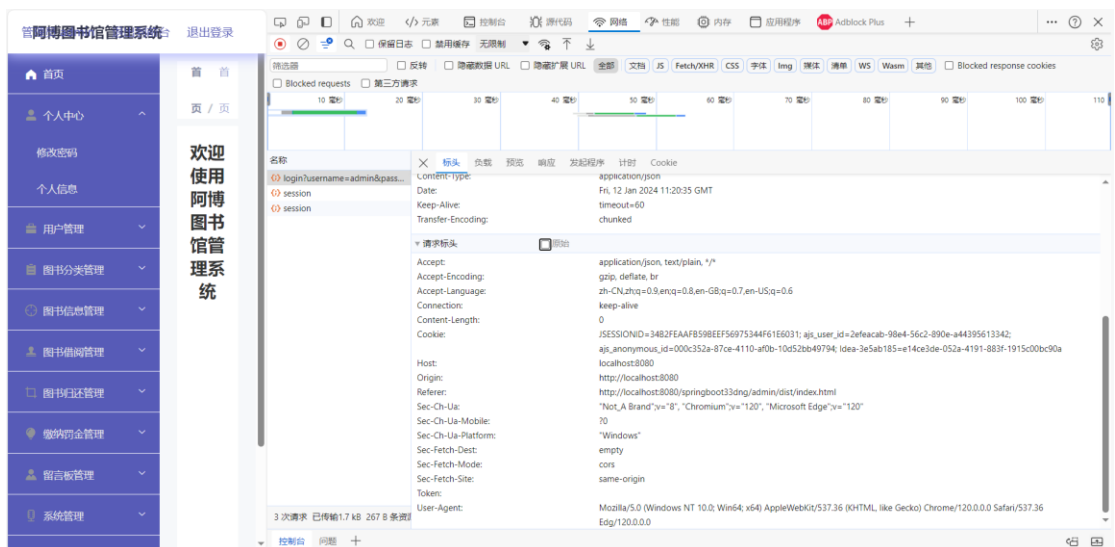 阿博图书馆管理系统 退出登录
首页
个人中心
修改密码
个人信息
用户管理
图书分类管理
图书信息管理
图书借阅管理
图书归还管理
缴纳罚金管理
留言板管理
系统管理
首 首
页 / 页
欢迎
使用
阿博
图书
馆管
理系
统
欢迎 元素 控制台 源代码 网络 性能 内存 应用程序 ABP Adblock Plus
保留日志 禁用缓存 无限制
筛选器 反转 隐藏数据 URL 隐藏扩展 URL 全部 文档 JS Fetch/XHR CSS 字体 Img 媒体 清单 WS Wasm 其他 Blocked response cookies
Blocked requests 第三方请求
10 毫秒 20 毫秒 30 毫秒 40 毫秒 50 毫秒 60 毫秒 70 毫秒 80 毫秒 90 毫秒 100 毫秒 110
名称
login?username=admin&pass...
session
session
标头 负载 预览 响应 发起程序 计时 Cookie
Content-Type: application/json
Date: Fri, 12 Jan 2024 11:20:35 GMT
Keep-Alive: timeout=60
Transfer-Encoding: chunked
请求标头 原始
Accept: application/json, text/plain, */*
Accept-Encoding: gzip, deflate, br
Accept-Language: zh-CN,zh;q=0.9,en;q=0.8,en-GB;q=0.7,en-US;q=0.6
Connection: keep-alive
Content-Length: 0
Cookie: JSESSIONID=34B2FEAAFB59BEEF56975344F61E6031; ajs_user_id=2efeacab-98e4-56c2-890e-a44395613342;
ajs_anonymous_id=000c352a-87ce-4110-af0b-10d52bb49794; Idea-3e5ab185=e14ce3de-052a-4191-883f-1915c00bc90a
Host: localhost:8080
Origin: http://localhost:8080
Referer: http://localhost:8080/springboot33dng/admin/dist/index.html
Sec-Ch-Ua: "Not_A Brand";v="8", "Chromium";v="120", "Microsoft Edge";v="120"
Sec-Ch-Ua-Mobile: ?0
Sec-Ch-Ua-Platform: "Windows"
Sec-Fetch-Dest: empty
Sec-Fetch-Mode: cors
Sec-Fetch-Site: same-origin
Token:
User-Agent: Mozilla/5.0 (Windows NT 10.0; Win64; x64) AppleWebKit/537.36 (KHTML, like Gecko) Chrome/120.0.0.0 Safari/537.36
Edg/120.0.0.0
3 次请求 已传输1.7 kB 267 B 条资
控制台 问题